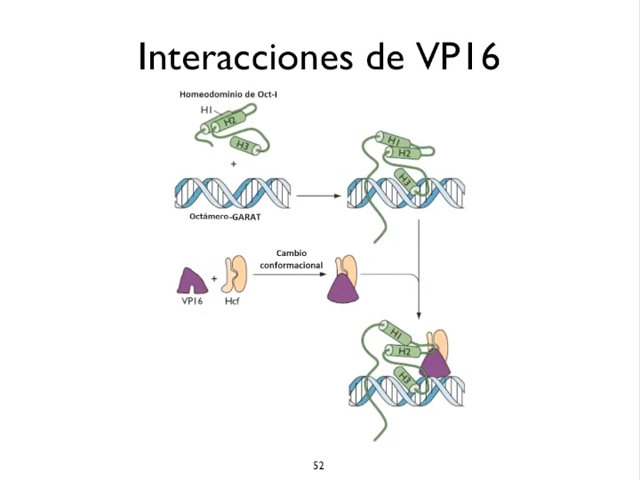 Interacciones de VP16
Homeodominio de Oct-I
H1
H2
H3
+
H1
H2
H3
Octámero-GARAT
Cambio
conformacional
+
VP16
Hcf
H1
H2
H3
52